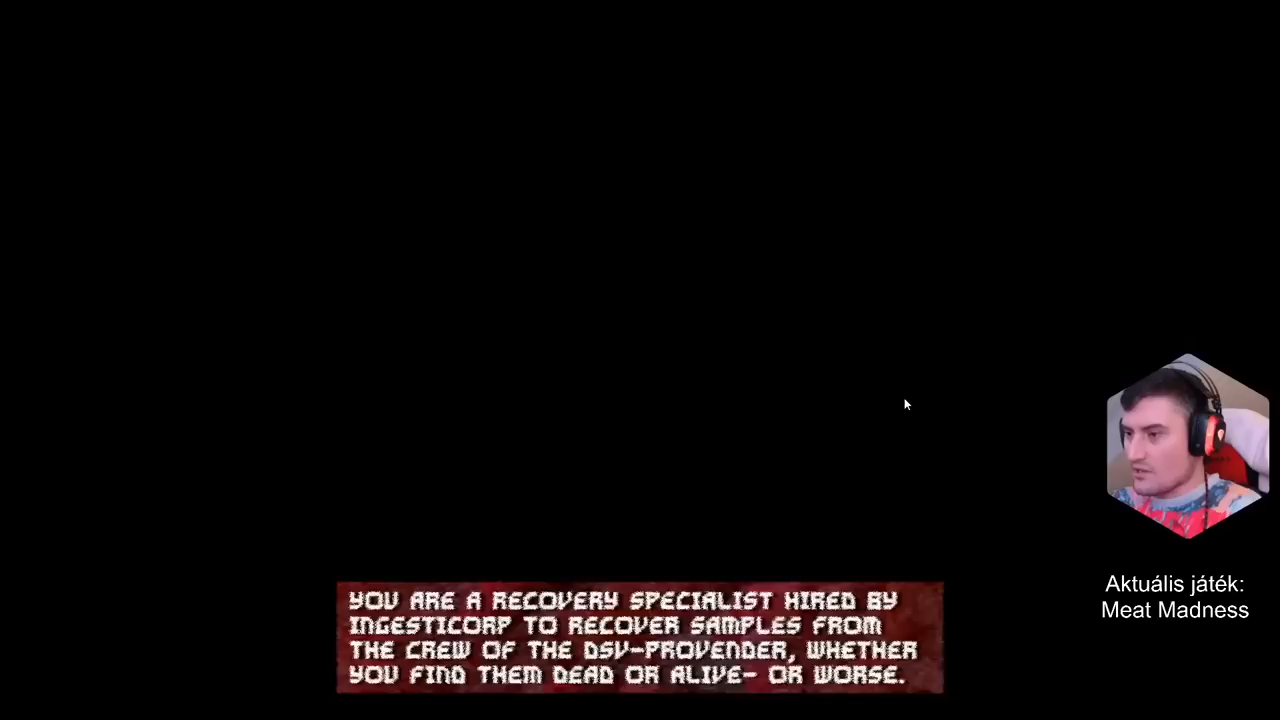 YOU ARE A RECOVERY SPECIALIST HIRED BY
INGESTICORP TO RECOVER SAMPLES FROM
THE CREW OF THE DSV-PROVENDER, WHETHER
YOU FIND THEM DEAD OR ALIVE- OR WORSE.
Aktuális játék:
Meat Madness